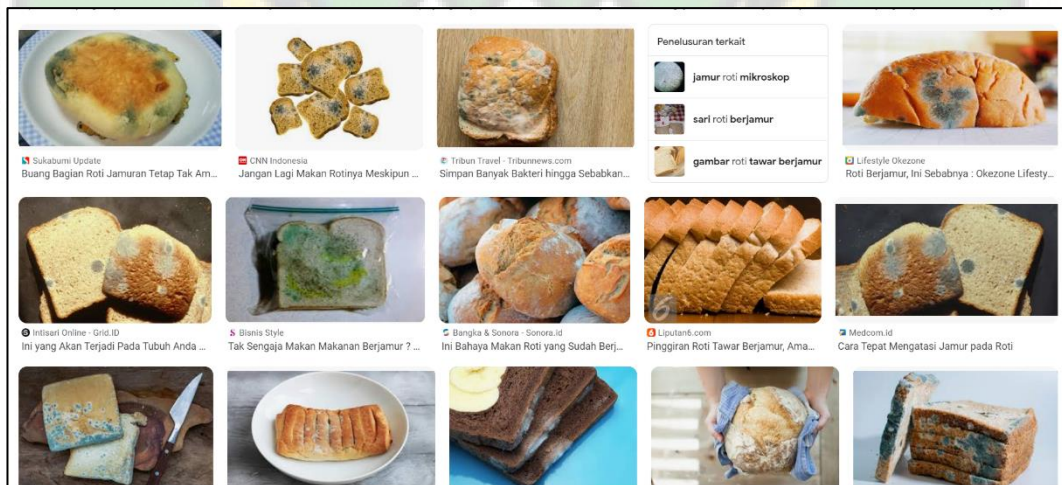 Penelusuran terkait
jamur roti mikroskop
sari roti berjamur
gambar roti tawar berjamur
Sukabumi Update
Buang Bagian Roti Jamuran Tetap Tak Am...
CNN Indonesia
Jangan Lagi Makan Rotinya Meskipun ...
Tribun Travel - Tribunnews.com
Simpan Banyak Bakteri hingga Sebabkan...
Lifestyle Okezone
Roti Berjamur, Ini Sebabnya : Okezone Lifesty...
6
Intisari Online - Grid.ID
Ini yang Akan Terjadi Pada Tubuh Anda ...
Bisnis Style
Tak Sengaja Makan Makanan Berjamur ? ...
Bangka & Sonora - Sonora.id
Ini Bahaya Makan Roti yang Sudah Berj...
Liputan6.com
Pinggiran Roti Tawar Berjamur, Ama...
Medcom.id
Cara Tepat Mengatasi Jamur pada Roti